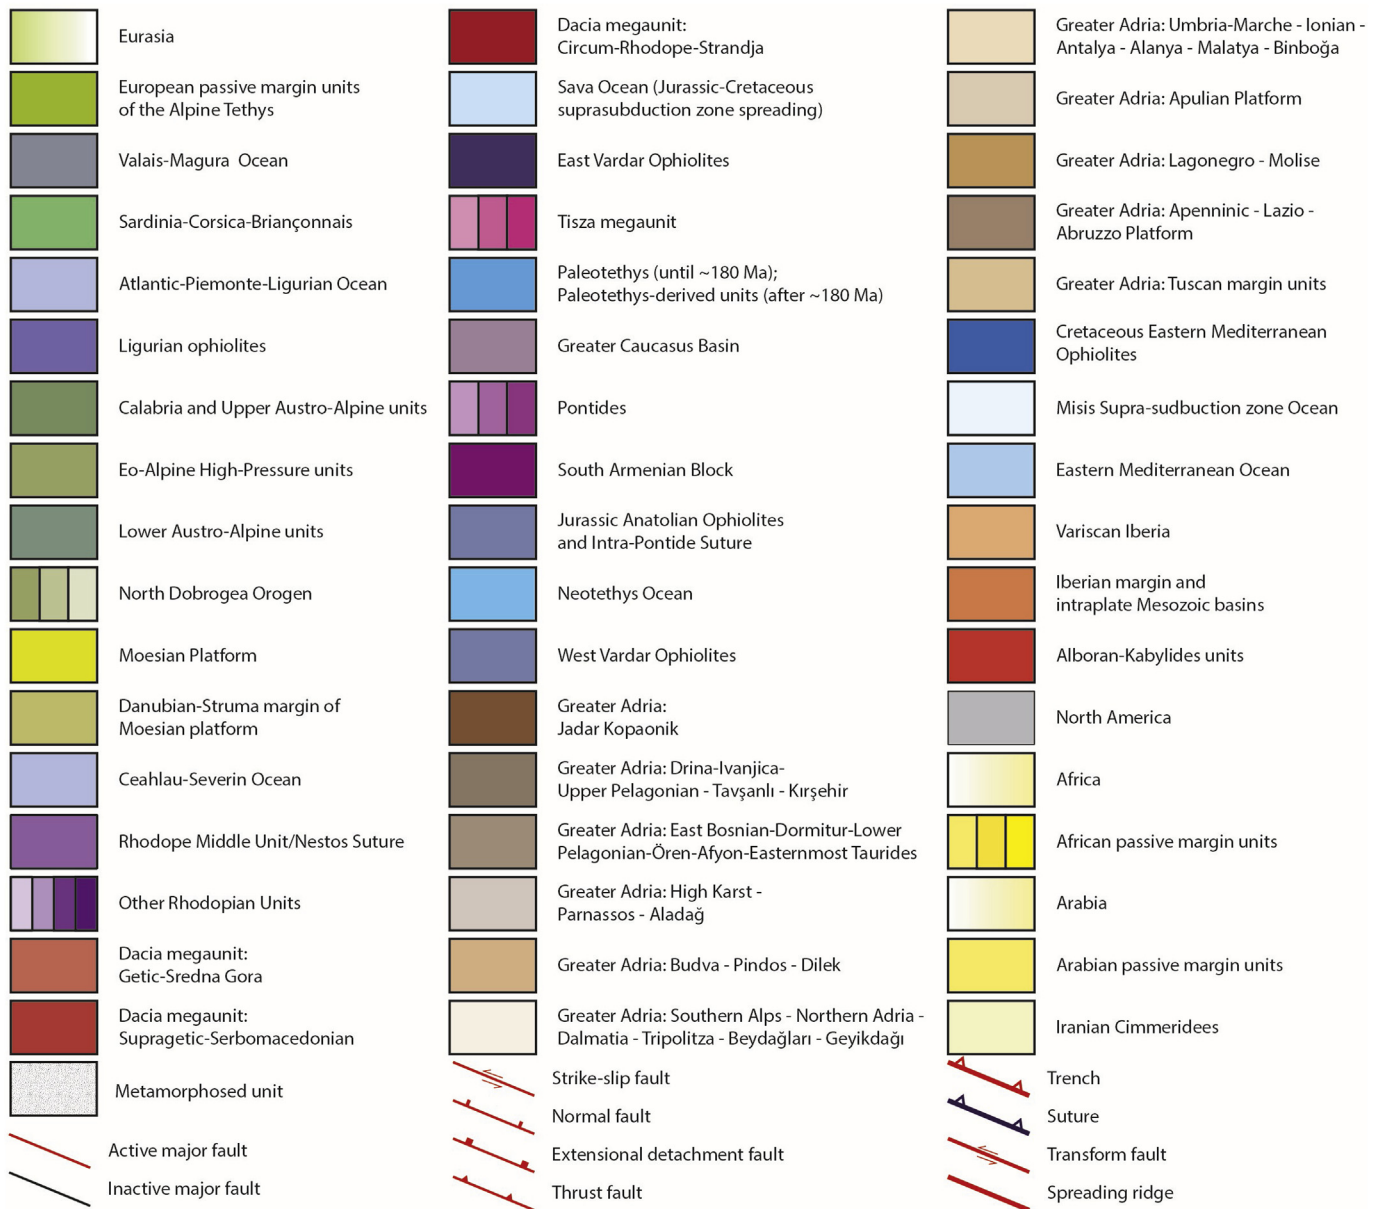 Eurasia
European passive margin units
of the Alpine Tethys
Valais-Magura Ocean
Sardinia-Corsica-Briançonnais
Atlantic-Piemonte-Ligurian Ocean
Ligurian ophiolites
Calabria and Upper Austro-Alpine units
Eo-Alpine High-Pressure units
Lower Austro-Alpine units
North Dobrogea Orogen
Moesian Platform
Danubian-Struma margin of
Moesian platform
Ceahlau-Severin Ocean
Rhodope Middle Unit/Nestos Suture
Other Rhodopian Units
Dacia megaunit:
Getic-Sredna Gora
Dacia megaunit:
Supragetic-Serbomacedonian
Metamorphosed unit
Active major fault
Inactive major fault
Dacia megaunit:
Circum-Rhodope-Strandja
Sava Ocean (Jurassic-Cretaceous
suprasubduction zone spreading)
East Vardar Ophiolites
Tisza megaunit
Paleotethys (until ~180 Ma);
Paleotethys-derived units (after ~180 Ma)
Greater Caucasus Basin
Pontides
South Armenian Block
Jurassic Anatolian Ophiolites
and Intra-Pontide Suture
Neotethys Ocean
West Vardar Ophiolites
Greater Adria:
Jadar Kopaonik
Greater Adria: Drina-Ivanjica-
Upper Pelagonian - Tavşanlı - Kırşehir
Greater Adria: East Bosnian-Dormitur-Lower
Pelagonian-Ören-Afyon-Easternmost Taurides
Greater Adria: High Karst -
Parnassos - Aladağ
Greater Adria: Budva - Pindos - Dilek
Greater Adria: Southern Alps - Northern Adria -
Dalmatia - Tripolitza - Beydağları - Geyikdağı
Strike-slip fault
Normal fault
Extensional detachment fault
Thrust fault
Greater Adria: Umbria-Marche - Ionian -
Antalya - Alanya - Malatya - Binboğa
Greater Adria: Apulian Platform
Greater Adria: Lagonegro - Molise
Greater Adria: Apenninic - Lazio -
Abruzzo Platform
Greater Adria: Tuscan margin units
Cretaceous Eastern Mediterranean
Ophiolites
Misis Supra-sudbuction zone Ocean
Eastern Mediterranean Ocean
Variscan Iberia
Iberian margin and
intraplate Mesozoic basins
Alboran-Kabylides units
North America
Africa
African passive margin units
Arabia
Arabian passive margin units
Iranian Cimmeridees
Trench
Suture
Transform fault
Spreading ridge